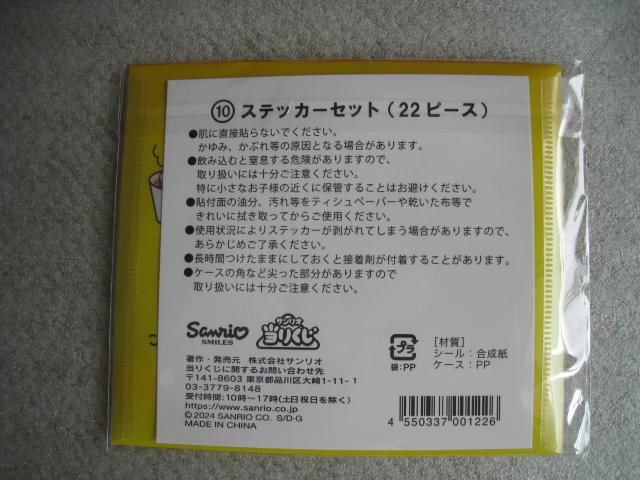 ⑩ ステッカーセット(22ピース)
●肌に直接貼らないでください。
かゆみ、かぶれ等の原因となる場合があります。
●飲み込むと窒息する危険がありますので、
取り扱いには十分ご注意ください。
特に小さなお子様の近くに保管することはお避けください。
●貼付面の油分、汚れ等をティシュペーパーや乾いた布等で
きれいに拭き取ってからご使用ください。
●使用状況によりステッカーが剥がれてしまう場合がありますので、
あらかじめご了承ください。
●長時間つけたままにしておくと接着剤が付着することがあります。
●ケースの角など尖った部分がありますので
取り扱いには十分ご注意ください。
Sanrio
SMILES
サンリオ
当りくじ
プラ
袋:PP
[材質]
シール:合成紙
ケース:PP
著作・発売元 株式会社サンリオ
当りくじに関するお問い合わせ先
〒141-8603 東京都品川区大崎1-11-1
03-3779-8148
受付時間:10時~17時(土日祝日を除く)
https://www.sanrio.co.jp
©2024 SANRIO CO. S/D·G
MADE IN CHINA
4 550337 001226